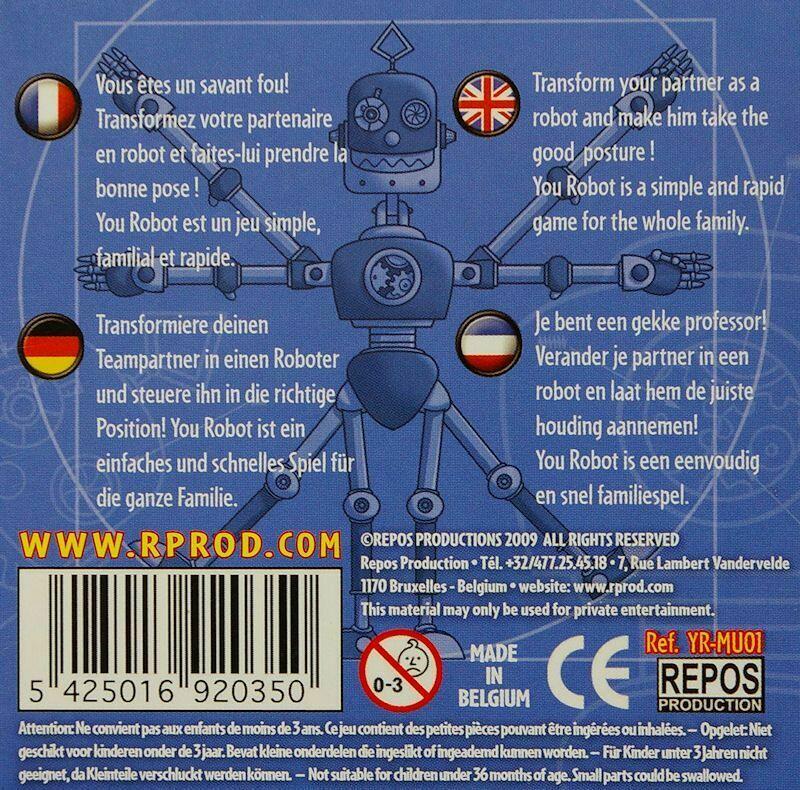 Vous êtes un savant fou!
Transformez votre partenaire
en robot et faites-lui prendre la
bonne pose !
You Robot est un jeu simple,
familial et rapide.
Transform your partner as a
robot and make him take the
good posture !
You Robot is a simple and rapid
game for the whole family.
Transformiere deinen
Teampartner in einen Roboter
und steuere ihn in die richtige
Position! You Robot ist ein
einfaches und schnelles Spiel für
die ganze Familie.
Je bent een gekke professor!
Verander je partner in een
robot en laat hem de juiste
houding aannemen!
You Robot is een eenvoudig
en snel familiespel.
WWW.RPROD.COM
©REPOS PRODUCTIONS 2009 ALL RIGHTS RESERVED
Repos Production • Tél. +32/477.25.45.18 • 7, Rue Lambert Vandervelde
1170 Bruxelles - Belgium • website: www.rprod.com
This material may only be used for private entertainment.
5 425016 920350
0-3
MADE
IN
BELGIUM
CE
Ref. YR-MU01
REPOS
PRODUCTION
Attention: Ne convient pas aux enfants de moins de 3 ans. Ce jeu contient des petites pièces pouvant être ingérées ou inhalées. – Opgelet: Niet
geschikt voor kinderen onder de 3 jaar. Bevat kleine onderdelen die ingeslikt of ingeademd kunnen worden. – Für Kinder unter 3 Jahren nicht
geeignet, da Kleinteile verschluckt werden können. – Not suitable for children under 36 months of age. Small parts could be swallowed.